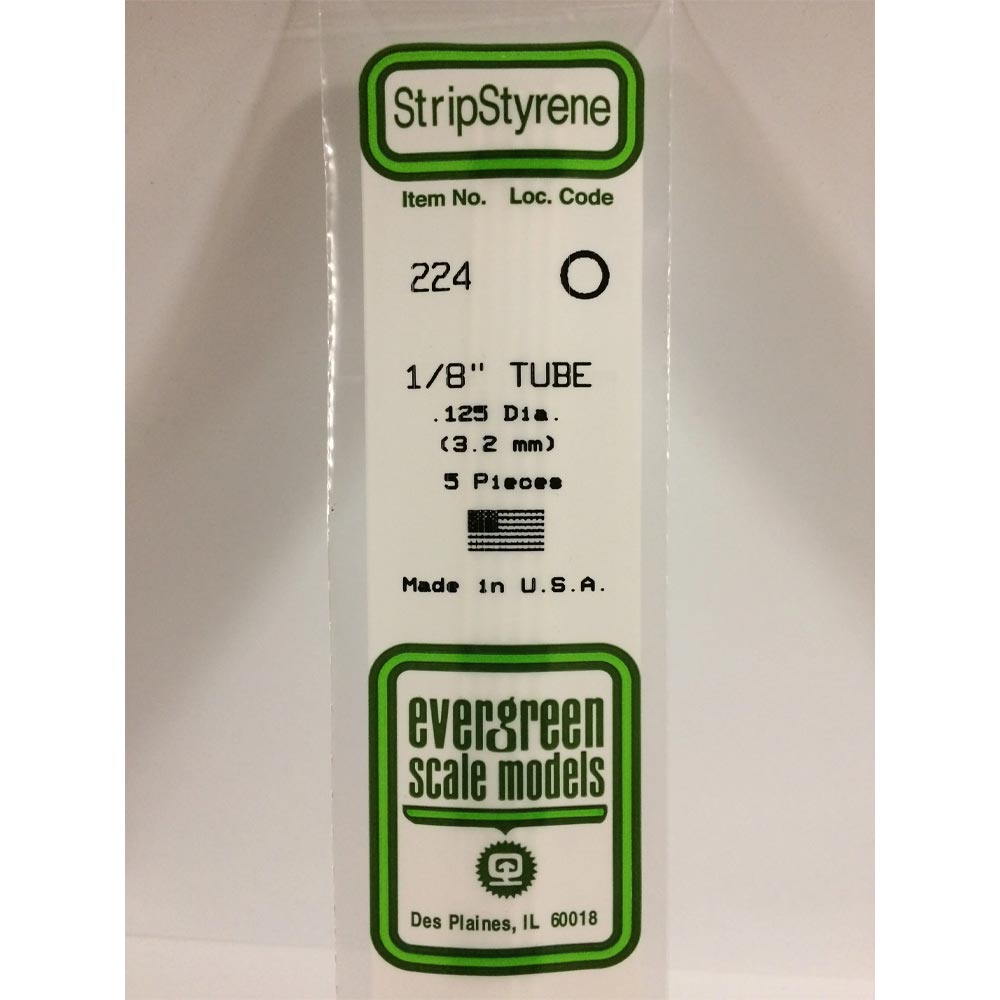 StripStyrene
Item No. Loc. Code
224
1/8" TUBE
.125 Dia.
(3.2 mm)
5 Pieces
Made in U.S.A.
evergreen
scale models
Des Plaines, IL 60018